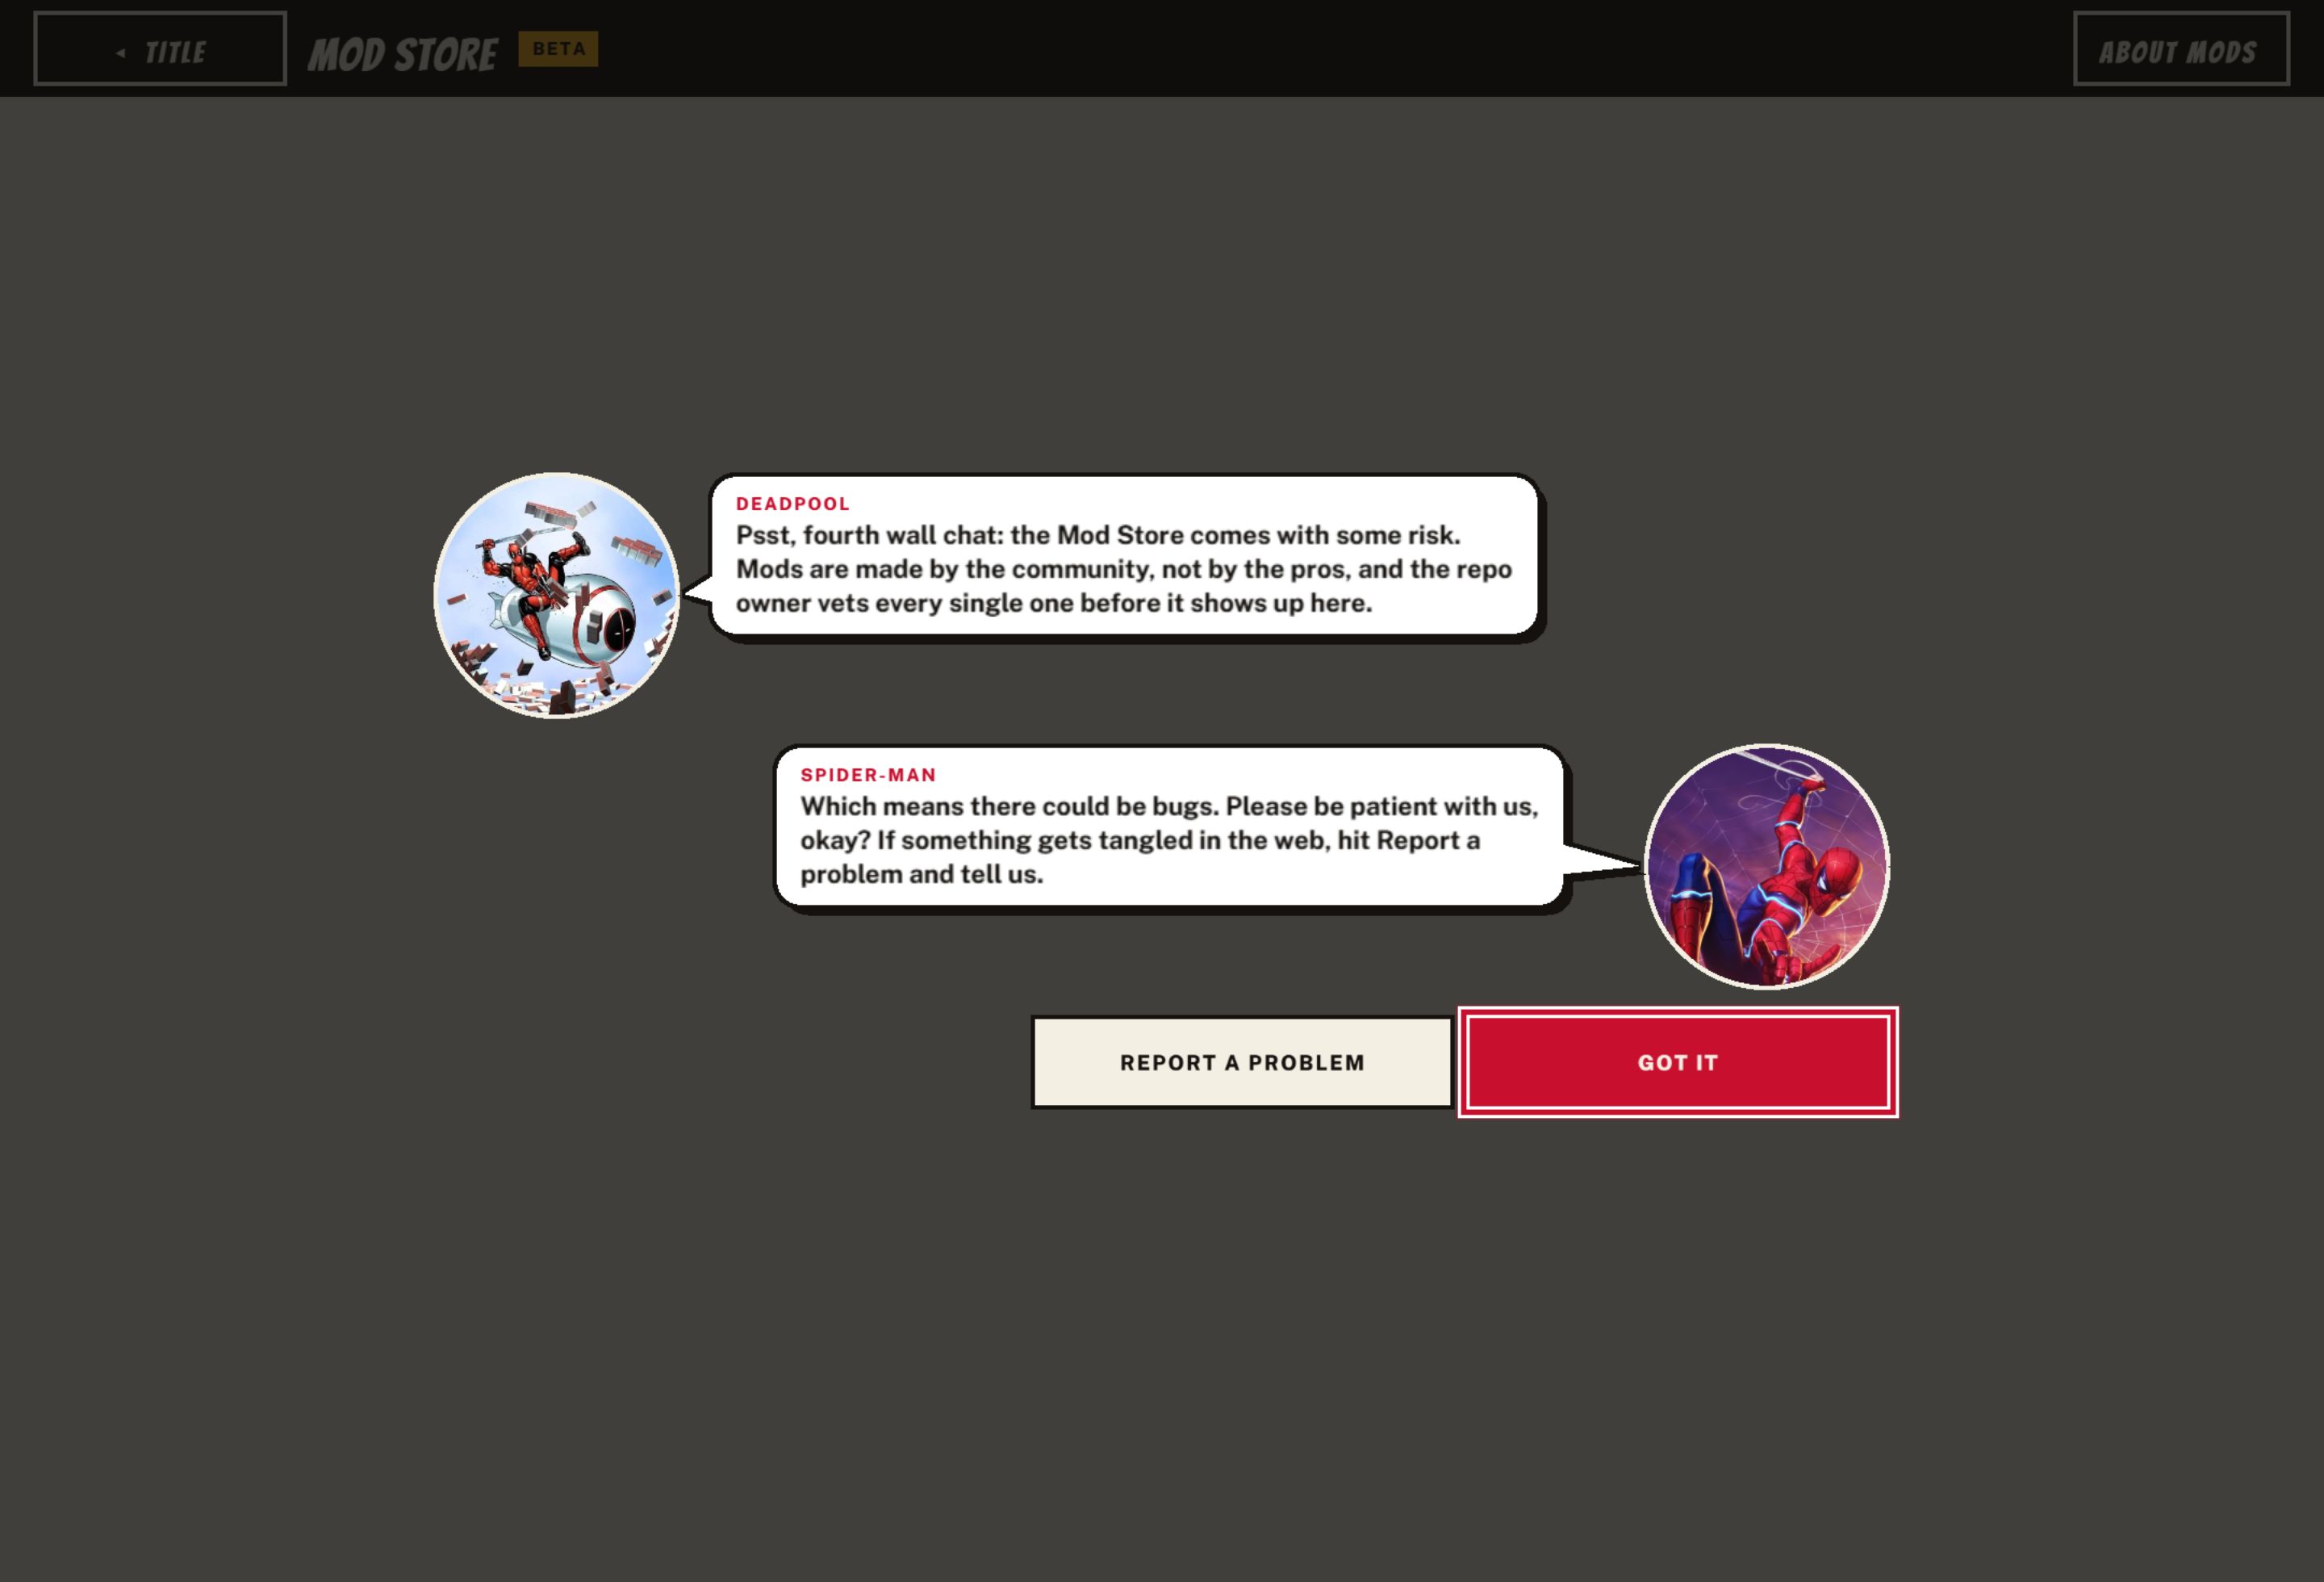 ◂ TITLE
MOD STORE
BETA
ABOUT MODS
DEADPOOL
Psst, fourth wall chat: the Mod Store comes with some risk.
Mods are made by the community, not by the pros, and the repo
owner vets every single one before it shows up here.
SPIDER-MAN
Which means there could be bugs. Please be patient with us,
okay? If something gets tangled in the web, hit Report a
problem and tell us.
REPORT A PROBLEM
GOT IT